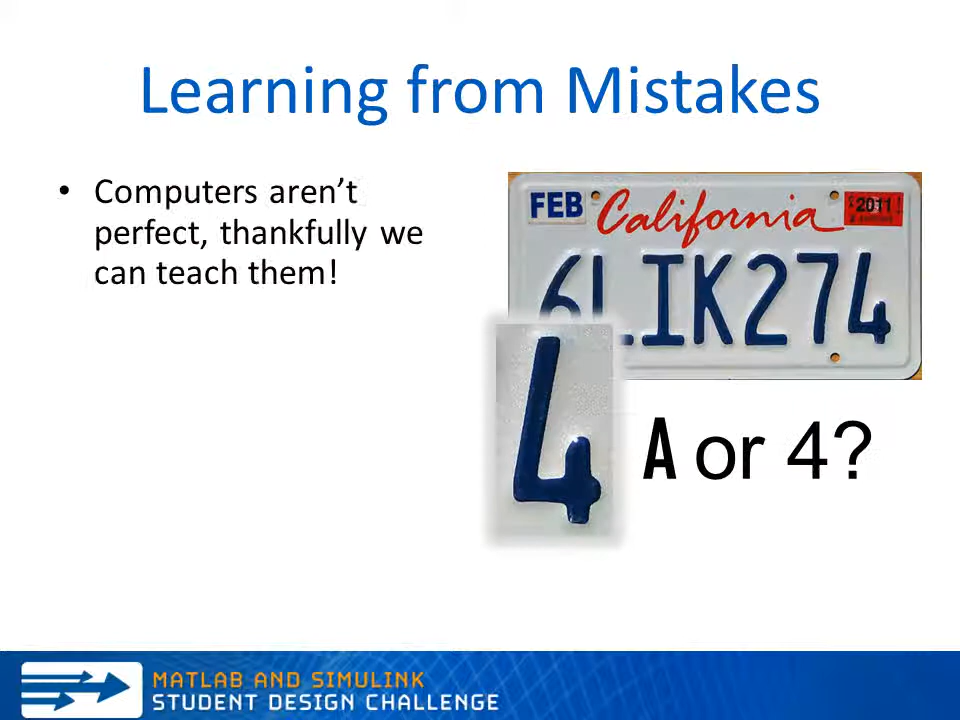 Learning from Mistakes
• Computers aren’t
perfect, thankfully we
can teach them!
FEB California 2011
6LIK274
4
A or 4?
MATLAB AND SIMULINK
STUDENT DESIGN CHALLENGE